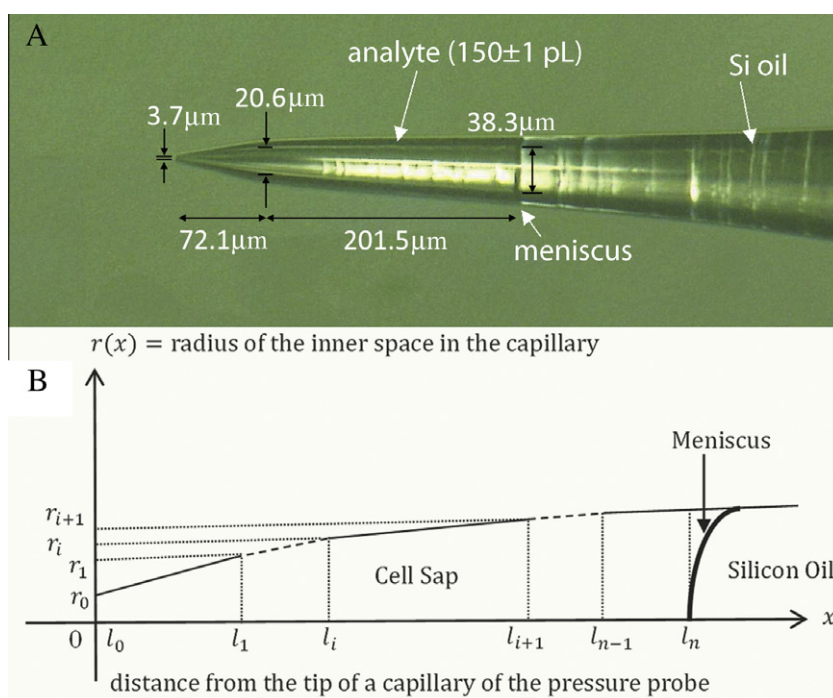 A
analyte (150±1 pL)
Si oil
20.6μm
3.7μm
38.3μm
72.1μm
201.5μm
meniscus
r(x) = radius of the inner space in the capillary
B
Meniscus
r_{i+1}
r_i
r_1
r_0
Cell Sap
Silicon Oil
0 l_0 l_1 l_i l_{i+1} l_{n-1} l_n x
distance from the tip of a capillary of the pressure probe